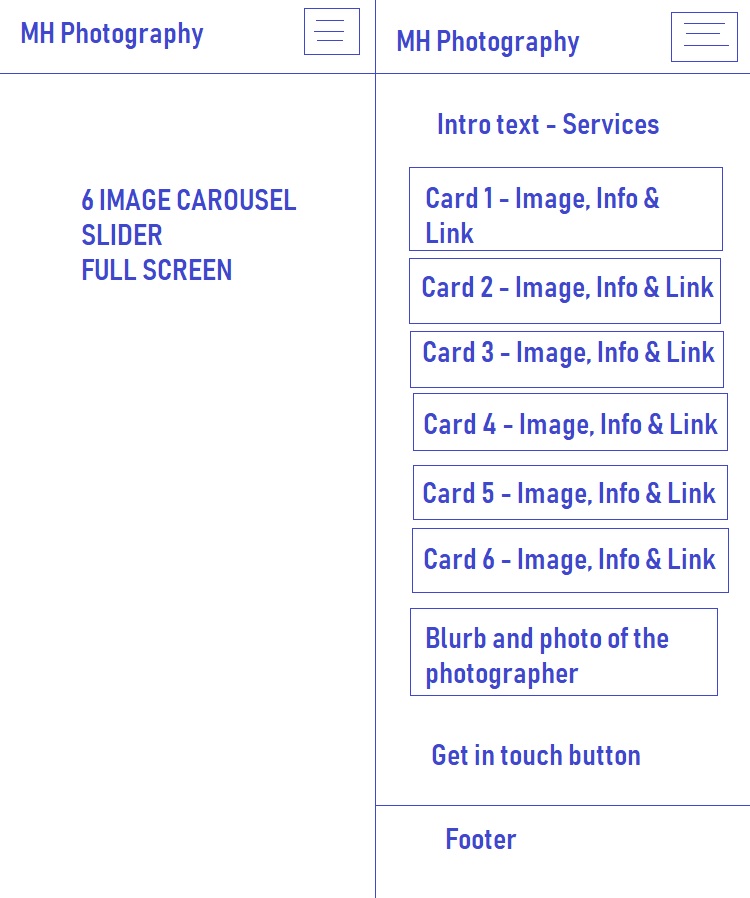 MH Photography
6 IMAGE CAROUSEL
SLIDER
FULL SCREEN
MH Photography
Intro text - Services
Card 1 - Image, Info &
Link
Card 2 - Image, Info & Link
Card 3 - Image, Info & Link
Card 4 - Image, Info & Link
Card 5 - Image, Info & Link
Card 6 - Image, Info & Link
Blurb and photo of the
photographer
Get in touch button
Footer